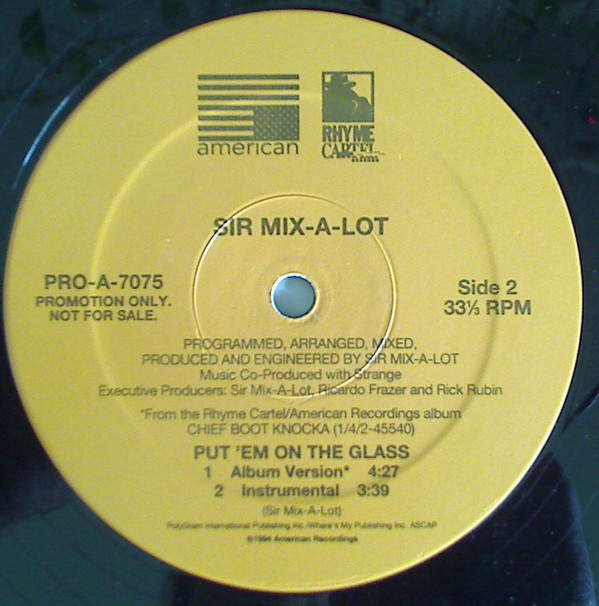 american
RHYME
CARTEL
SIR MIX-A-LOT
PRO-A-7075
PROMOTION ONLY.
NOT FOR SALE.
Side 2
33⅓ RPM
PROGRAMMED, ARRANGED, MIXED,
PRODUCED AND ENGINEERED BY SIR MIX-A-LOT
Music Co-Produced with Strange
Executive Producers: Sir Mix-A-Lot, Ricardo Frazer and Rick Rubin
*From the Rhyme Cartel/American Recordings album
CHIEF BOOT KNOCKA (1/4/2-45540)
PUT 'EM ON THE GLASS
1 Album Version* 4:27
2 Instrumental 3:39
(Sir Mix-A-Lot)
PolyGram International Publishing Inc./Where's My Publishing Inc. ASCAP
©1994 American Recordings